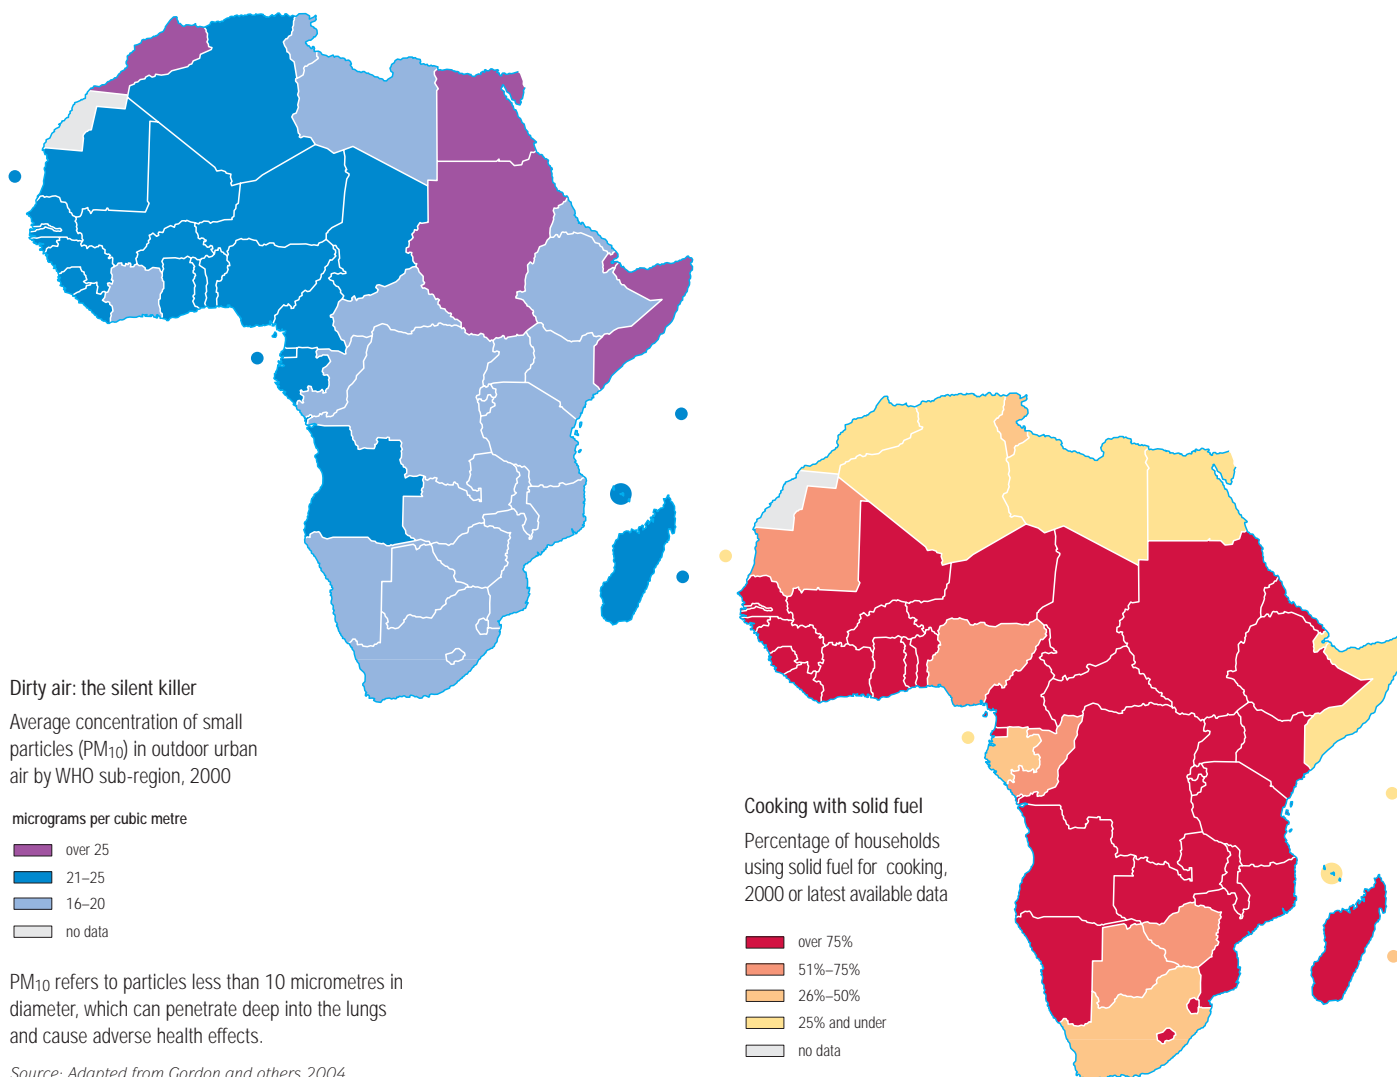 Dirty air: the silent killer
Average concentration of small
particles (PM10) in outdoor urban
air by WHO sub-region, 2000
micrograms per cubic metre
over 25
21–25
16–20
no data
PM10 refers to particles less than 10 micrometres in
diameter, which can penetrate deep into the lungs
and cause adverse health effects.
Source: Adapted from Gordon and others 2004
Cooking with solid fuel
Percentage of households
using solid fuel for cooking,
2000 or latest available data
over 75%
51%–75%
26%–50%
25% and under
no data